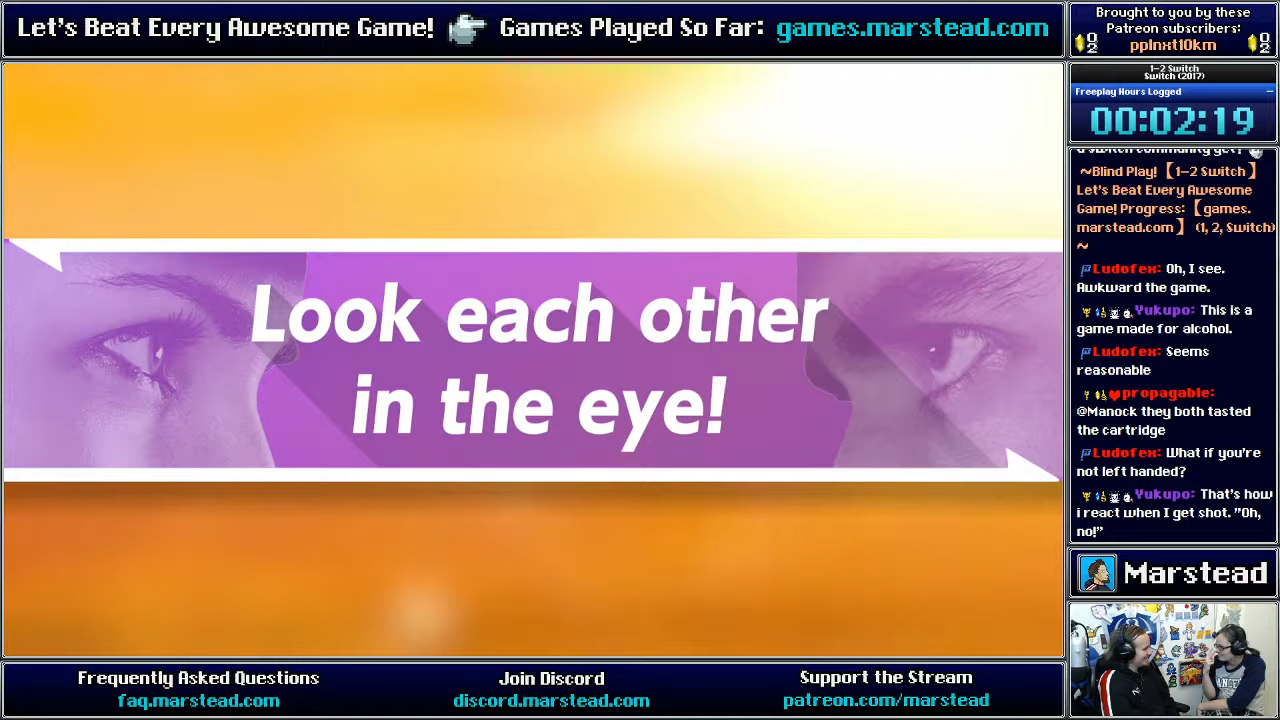 Let's Beat Every Awesome Game!
Games Played So Far: games.marstead.com
Brought to you by these
Patreon subscribers:
pplnxt10km
02
02
1-2 Switch
Switch (2017)
Freeplay Hours Logged
00:02:19
~Blind Play!【1-2 Switch】
Let's Beat Every Awesome
Game! Progress:【games.
marstead.com】 (1, 2, Switch)
~
Ludofex: Oh, I see.
Awkward the game.
Yukupo: This is a
game made for alcohol.
Ludofex: Seems
reasonable
propagable:
@Manock they both tasted
the cartridge
Ludofex: What if you're
not left handed?
Yukupo: That's how
i react when I get shot. "Oh,
no!"
Look each other
in the eye!
Marstead
Frequently Asked Questions
faq.marstead.com
Join Discord
discord.marstead.com
Support the Stream
patreon.com/marstead